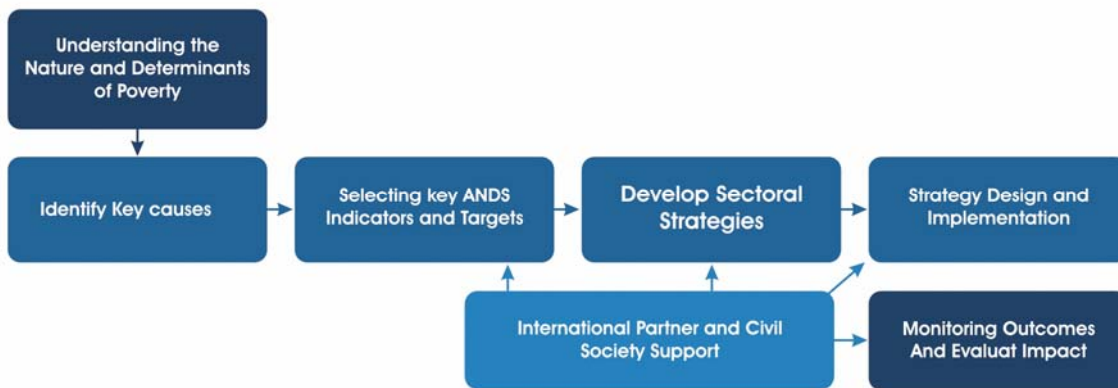 Understanding the
Nature and Determinants
of Poverty
Identify Key causes
Selecting key ANDS
Indicators and Targets
Develop Sectoral
Strategies
Strategy Design and
Implementation
International Partner and Civil
Society Support
Monitoring Outcomes
And Evaluat Impact